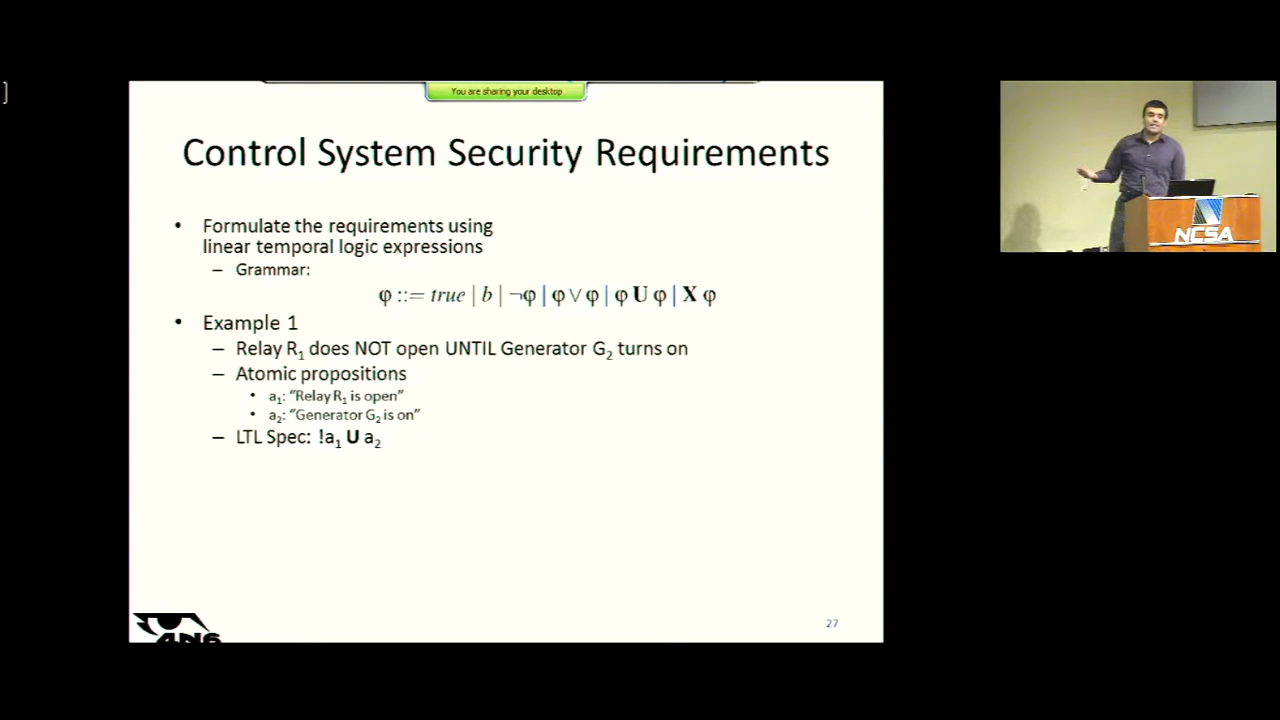 ]
You are sharing your desktop
Control System Security Requirements
• Formulate the requirements using
linear temporal logic expressions
– Grammar:
φ ::= true | b | ¬φ | φ ∨ φ | φ U φ | X φ
• Example 1
– Relay R₁ does NOT open UNTIL Generator G₂ turns on
– Atomic propositions
• a₁: “Relay R₁ is open”
• a₂: “Generator G₂ is on”
– LTL Spec: !a₁ U a₂
4N6
27
NCSA